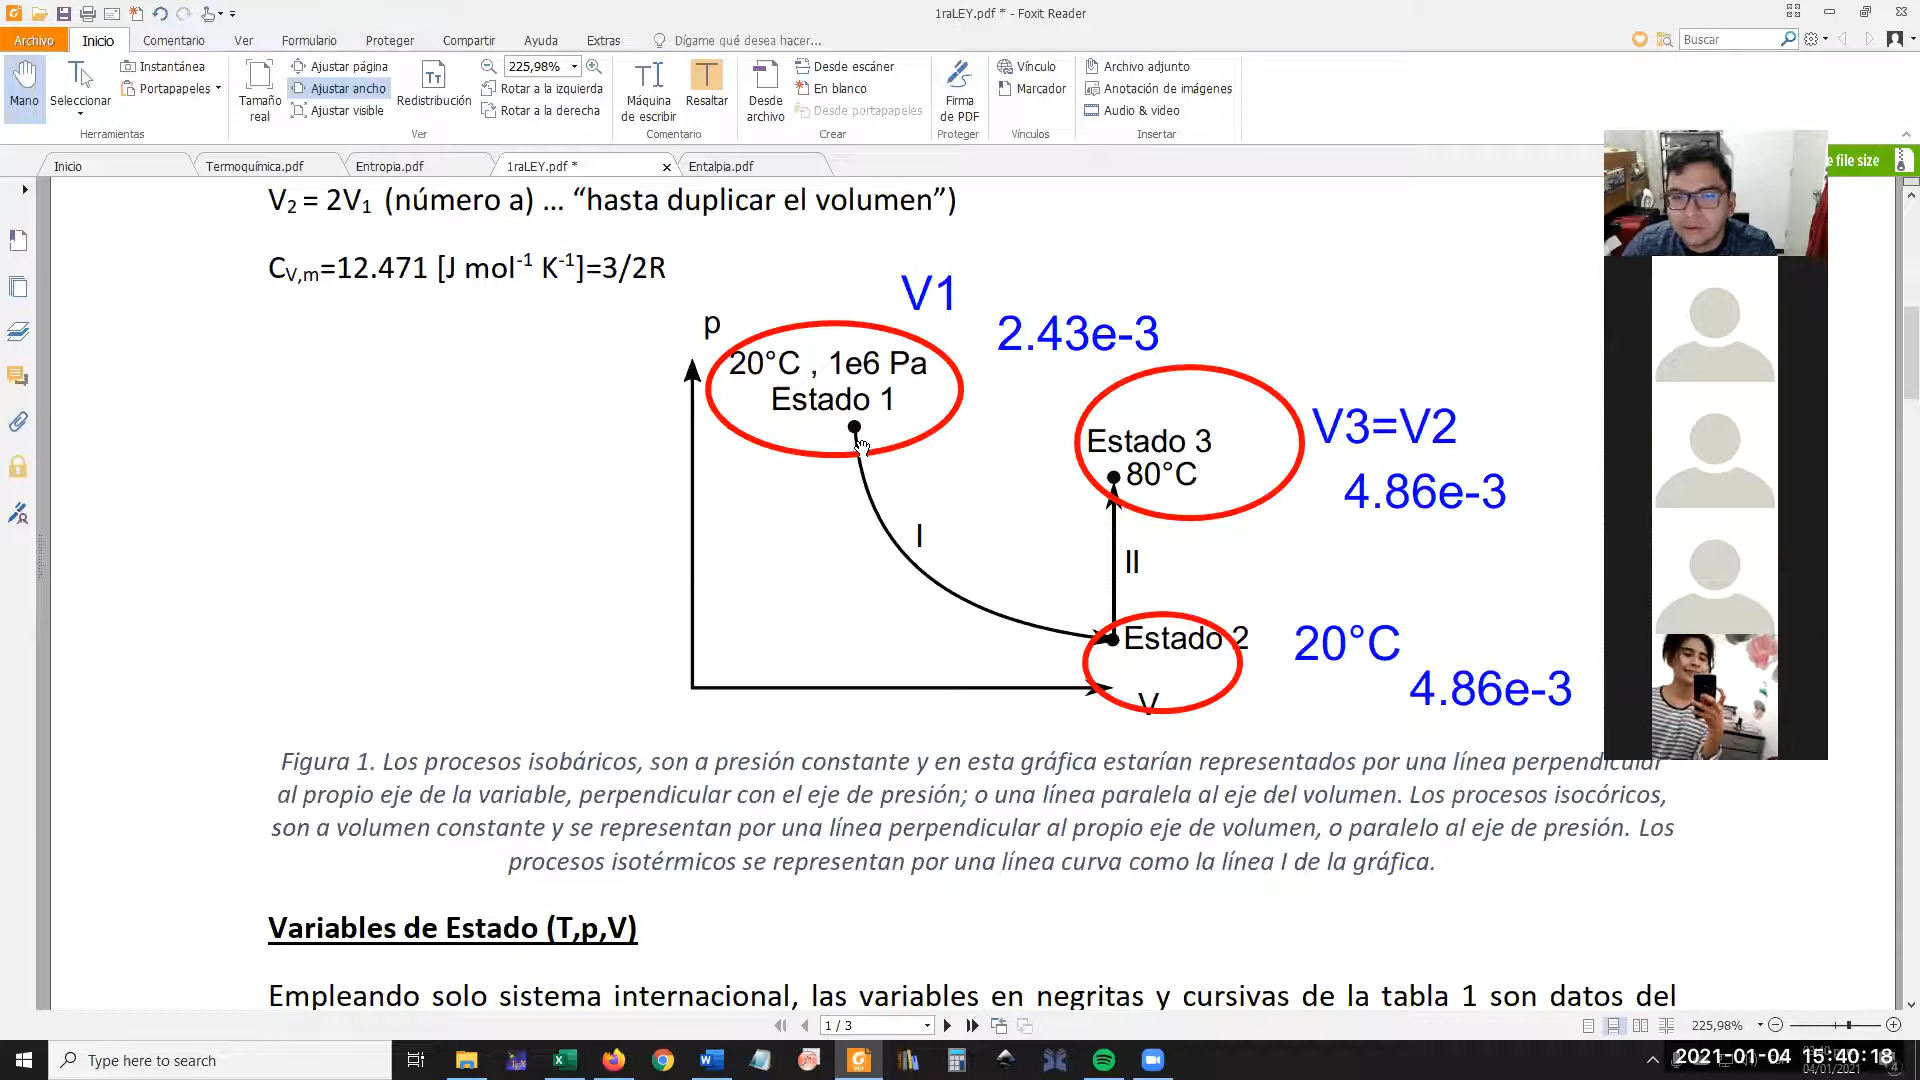 1raLEY.pdf * - Foxit Reader
Archivo Inicio Comentario Ver Formulario Proteger Compartir Ayuda Extras Dígame qué desea hacer... Buscar
Mano
Seleccionar
Instantánea
Portapapeles
Herramientas
Tamaño real
Ajustar página
Ajustar ancho
Ajustar visible
Redistribución
225,98%
Rotar a la izquierda
Rotar a la derecha
Ver
Máquina de escribir
Resaltar
Comentario
Desde archivo
Desde escáner
En blanco
Desde portapapeles
Crear
Firma de PDF
Proteger
Vínculo
Marcador
Vínculos
Archivo adjunto
Anotación de imágenes
Audio & video
Insertar
Inicio Termoquímica.pdf Entropia.pdf 1raLEY.pdf * Entalpia.pdf
e file size
V₂ = 2V₁ (número a) ... “hasta duplicar el volumen”)
C_V,m=12.471 [J mol⁻¹ K⁻¹]=3/2R
V1
p
2.43e-3
20°C , 1e6 Pa
Estado 1
V3=V2
Estado 3
80°C
4.86e-3
I
II
Estado 2
20°C
4.86e-3
V
Figura 1. Los procesos isobáricos, son a presión constante y en esta gráfica estarían representados por una línea perpendicular
al propio eje de la variable, perpendicular con el eje de presión; o una línea paralela al eje del volumen. Los procesos isocóricos,
son a volumen constante y se representan por una línea perpendicular al propio eje de volumen, o paralelo al eje de presión. Los
procesos isotérmicos se representan por una línea curva como la línea I de la gráfica.
Variables de Estado (T,p,V)
Empleando solo sistema internacional, las variables en negritas y cursivas de la tabla 1 son datos del
1 / 3
225,98%
Type here to search
2021-01-04 15:40:18
04/01/2021